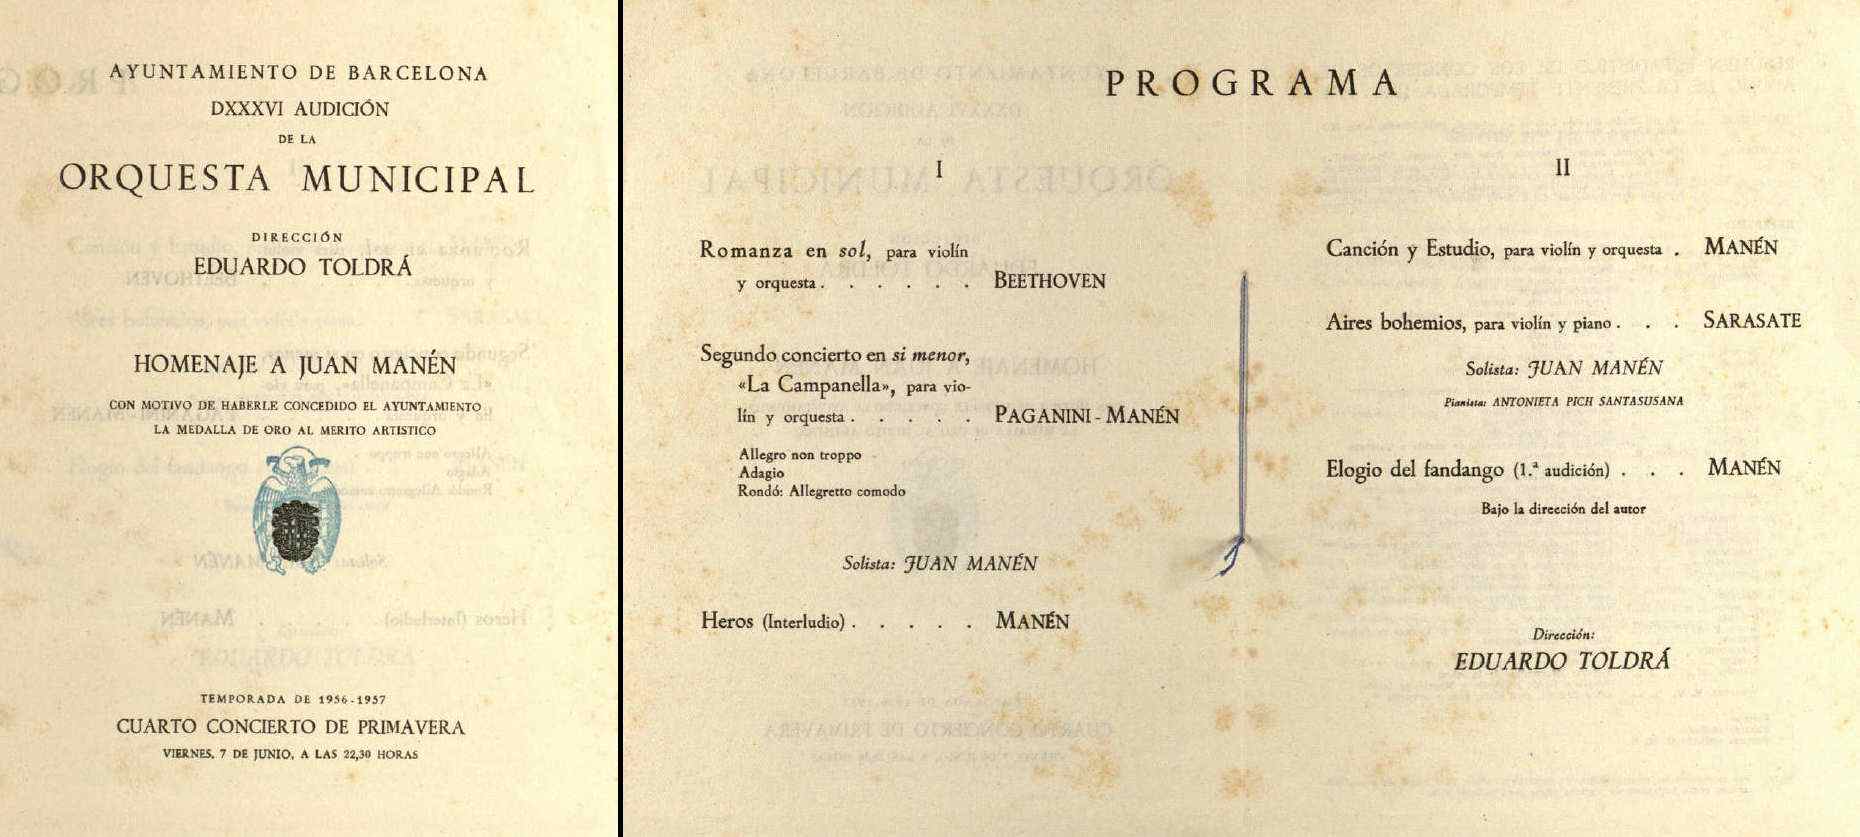 AYUNTAMIENTO DE BARCELONA
DXXXVI AUDICIÓN
DE LA
ORQUESTA MUNICIPAL
DIRECCIÓN
EDUARDO TOLDRÁ
HOMENAJE A JUAN MANÉN
CON MOTIVO DE HABERLE CONCEDIDO EL AYUNTAMIENTO
LA MEDALLA DE ORO AL MERITO ARTISTICO
TEMPORADA DE 1956-1957
CUARTO CONCIERTO DE PRIMAVERA
VIERNES, 7 DE JUNIO, A LAS 22,30 HORAS
PROGRAMA
I
Romanza en sol, para violín
y orquesta . . . . . . BEETHOVEN
Segundo concierto en si menor,
«La Campanella», para vio-
lín y orquesta . . . . . PAGANINI - MANÉN
Allegro non troppo
Adagio
Rondó: Allegretto comodo
Solista: JUAN MANÉN
Heros (Interludio) . . . . . MANÉN
II
Canción y Estudio, para violín y orquesta . MANÉN
Aires bohemios, para violín y piano . . . SARASATE
Solista: JUAN MANÉN
Pianista: ANTONIETA PICH SANTASUSANA
Elogio del fandango (1.ª audición) . . . MANÉN
Bajo la dirección del autor
Dirección:
EDUARDO TOLDRÁ